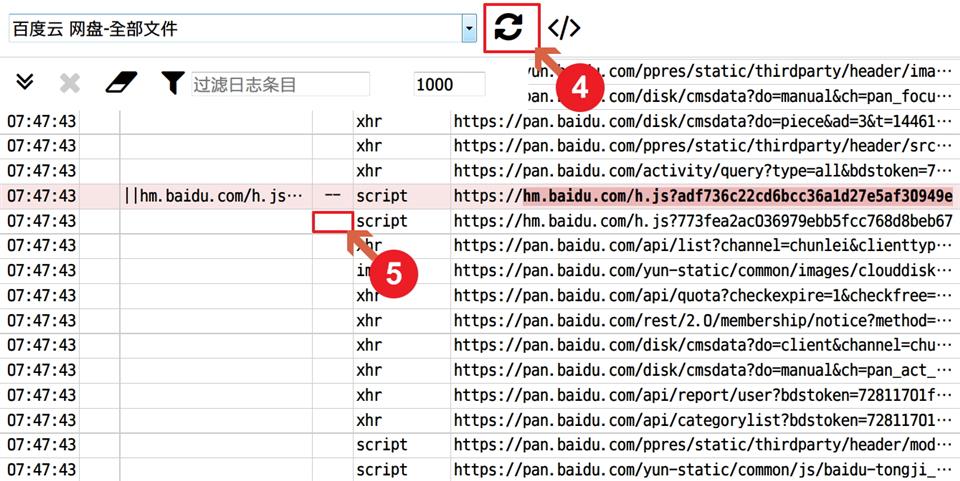 百度云 网盘-全部文件
</>
4
过滤日志条目 1000
yun.baidu.com/ppres/static/thirdparty/header/ima…
pan.baidu.com/disk/cmsdata?do=manual&ch=pan_focu…
07:47:43 xhr https://pan.baidu.com/disk/cmsdata?do=piece&ad=3&t=14461…
07:47:43 xhr https://pan.baidu.com/ppres/static/thirdparty/header/src…
07:47:43 xhr https://pan.baidu.com/activity/query?type=all&bdstoken=7…
07:47:43 ||hm.baidu.com/h.js… -- script https://hm.baidu.com/h.js?adf736c22cd6bcc36a1d27e5af30949e
07:47:43 script https://hm.baidu.com/h.js?773fea2ac036979ebb5fcc768d8beb67
07:47:43 xhr https://pan.baidu.com/api/list?channel=chunlei&clienttyp…
5
07:47:43 im https://pan.baidu.com/yun-static/common/images/clouddisk…
07:47:43 xhr https://pan.baidu.com/api/quota?checkexpire=1&checkfree=…
07:47:43 xhr https://pan.baidu.com/rest/2.0/membership/notice?method=…
07:47:43 xhr https://pan.baidu.com/disk/cmsdata?do=client&channel=chu…
07:47:43 xhr https://pan.baidu.com/disk/cmsdata?do=manual&ch=pan_act_…
07:47:43 xhr https://pan.baidu.com/api/report/user?bdstoken=72811701f…
07:47:43 xhr https://pan.baidu.com/api/categorylist?bdstoken=72811701…
07:47:43 script https://pan.baidu.com/ppres/static/thirdparty/header/mod…
07:47:43 script https://pan.baidu.com/yun-static/common/js/baidu-tongji_…